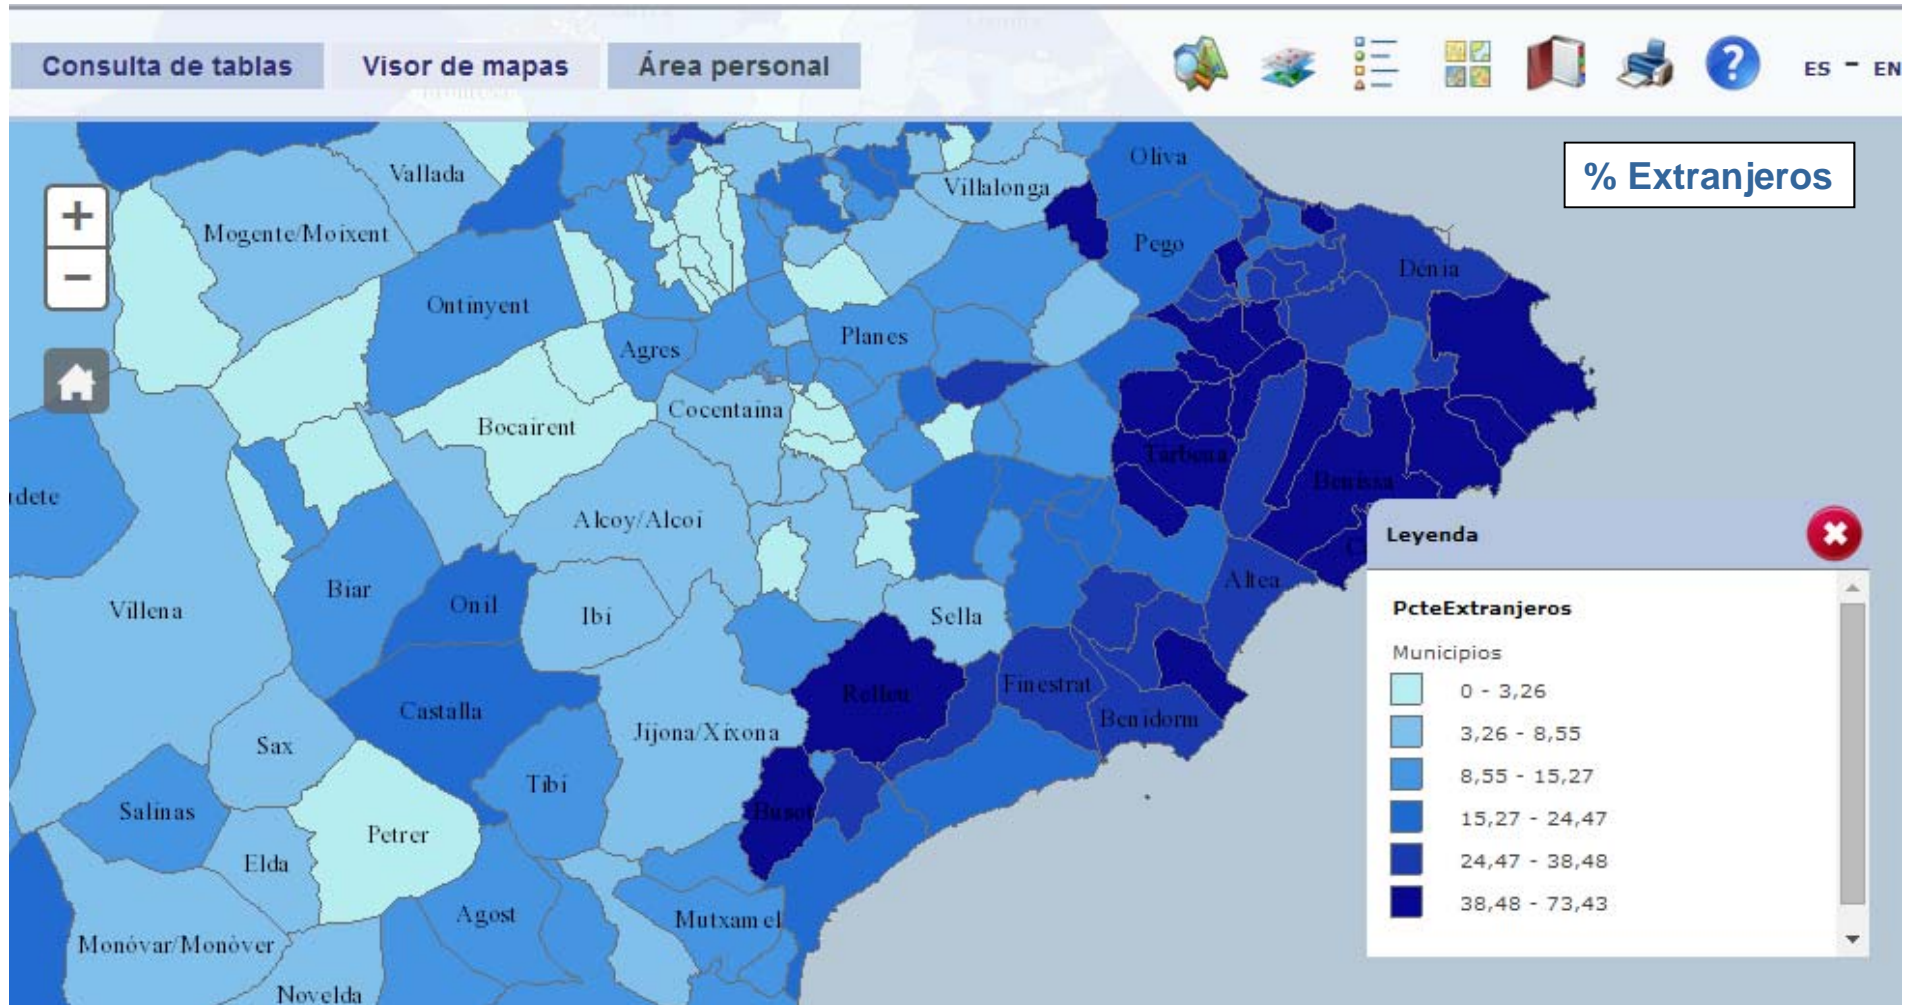 Consulta de tablas
Visor de mapas
Área personal
ES - EN
% Extranjeros
+
−
Vallada
Villalonga
Oliva
Mogente/Moixent
Pego
Dénia
Ontinyent
Agres
Planes
Bocairent
Cocentaina
Tárbena
Benissa
dete
Alcoy/Alcoi
Altea
Villena
Biar
Onil
Ibi
Sella
Castalla
Relleu
Finestrat
Benidorm
Sax
Jijona/Xixona
Tibi
Salinas
Busot
Petrer
Elda
Agost
Mutxamel
Monóvar/Monòver
Novelda
Leyenda
PcteExtranjeros
Municipios
0 - 3,26
3,26 - 8,55
8,55 - 15,27
15,27 - 24,47
24,47 - 38,48
38,48 - 73,43